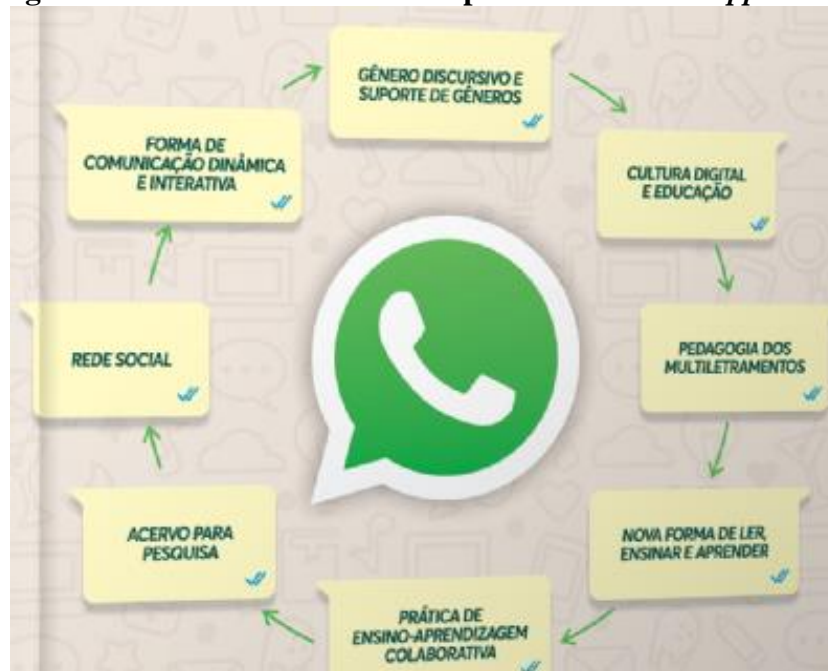 GÊNERO DISCURSIVO E
SUPORTE DE GÊNEROS
CULTURA DIGITAL
E EDUCAÇÃO
PEDAGOGIA DOS
MULTILETRAMENTOS
NOVA FORMA DE LER,
ENSINAR E APRENDER
PRÁTICA DE
ENSINO-APRENDIZAGEM
COLABORATIVA
ACERVO PARA
PESQUISA
REDE SOCIAL
FORMA DE
COMUNICAÇÃO DINÂMICA
E INTERATIVA